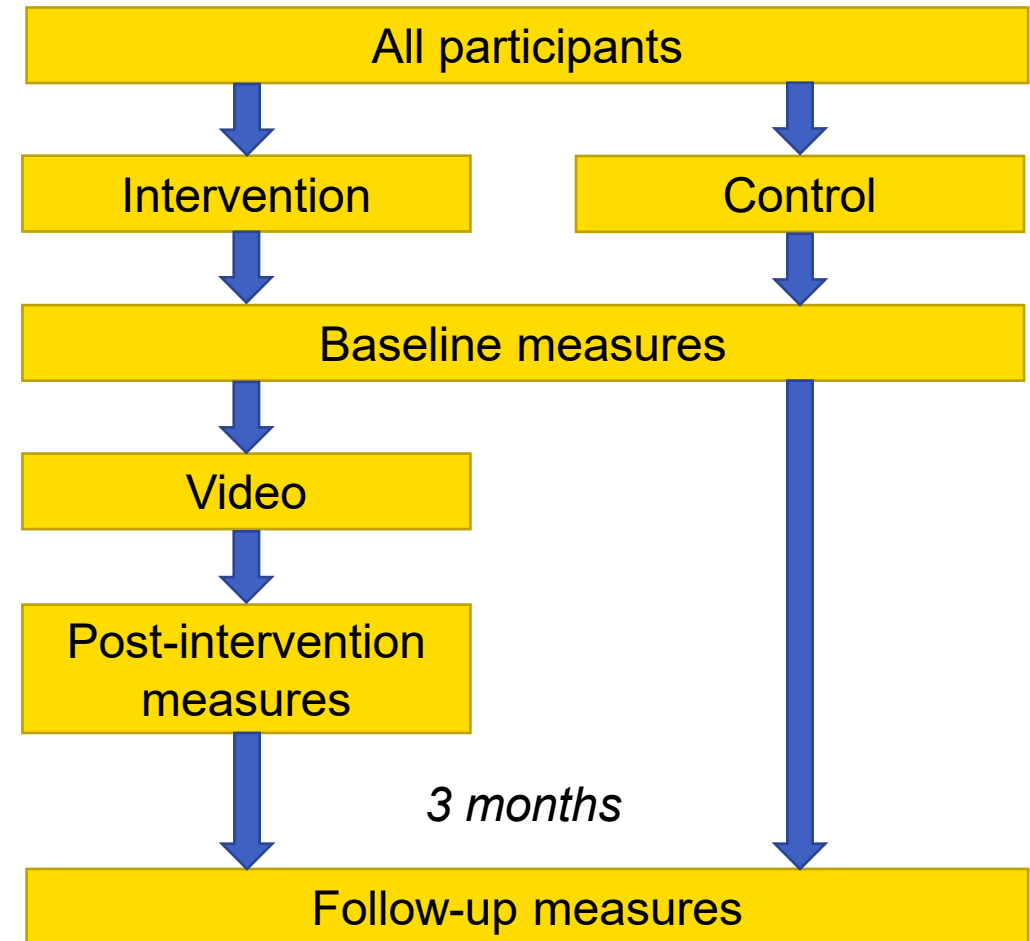 All participants
Intervention
Control
Baseline measures
Video
Post-intervention
measures
3 months
Follow-up measures